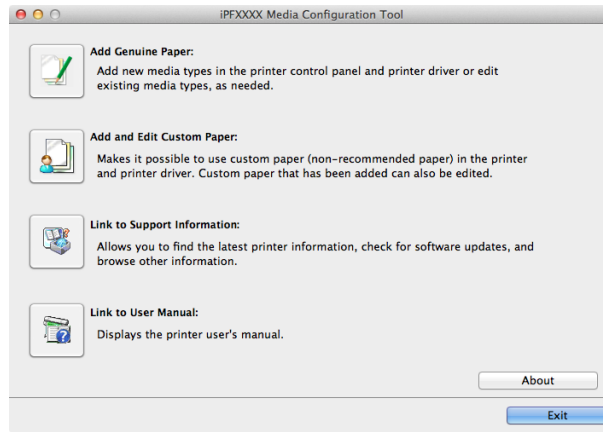 iPFXXXX Media Configuration Tool
Add Genuine Paper:
Add new media types in the printer control panel and printer driver or edit
existing media types, as needed.
Add and Edit Custom Paper:
Makes it possible to use custom paper (non-recommended paper) in the printer
and printer driver. Custom paper that has been added can also be edited.
Link to Support Information:
Allows you to find the latest printer information, check for software updates, and
browse other information.
Link to User Manual:
Displays the printer user's manual.
About
Exit